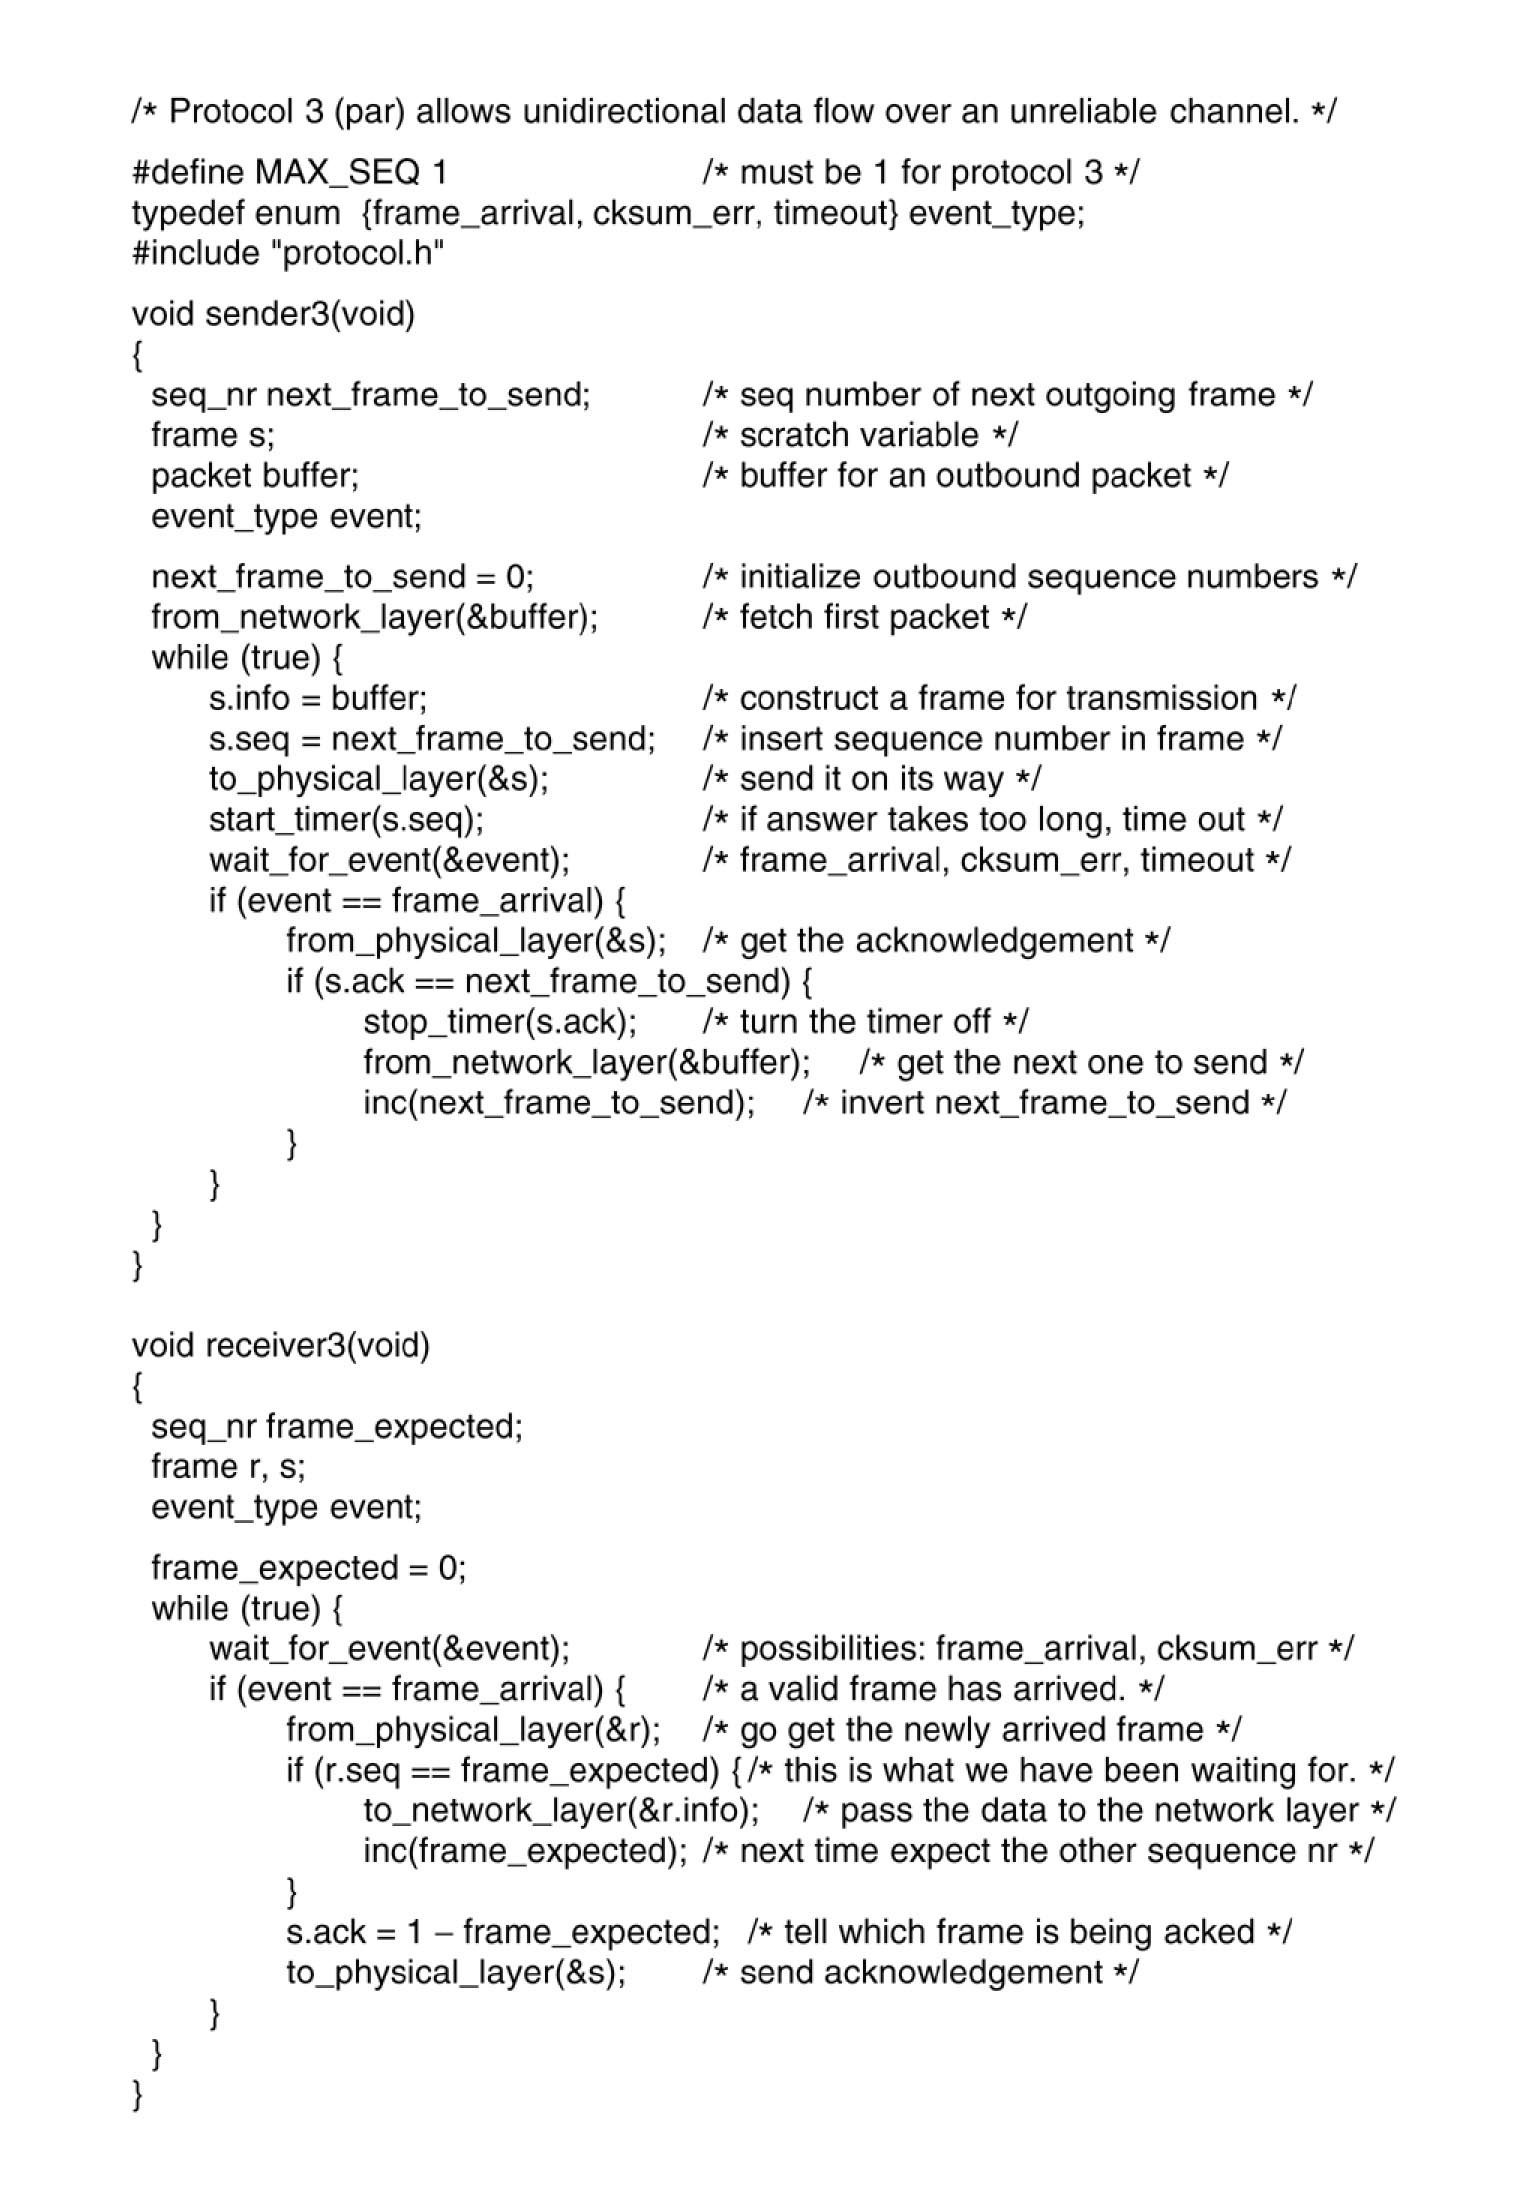 /* Protocol 3 (par) allows unidirectional data flow over an unreliable channel. */
#define MAX_SEQ 1 /* must be 1 for protocol 3 */
typedef enum {frame_arrival, cksum_err, timeout} event_type;
#include "protocol.h"
void sender3(void)
{
seq_nr next_frame_to_send; /* seq number of next outgoing frame */
frame s; /* scratch variable */
packet buffer; /* buffer for an outbound packet */
event_type event;
next_frame_to_send = 0; /* initialize outbound sequence numbers */
from_network_layer(&buffer); /* fetch first packet */
while (true) {
s.info = buffer; /* construct a frame for transmission */
s.seq = next_frame_to_send; /* insert sequence number in frame */
to_physical_layer(&s); /* send it on its way */
start_timer(s.seq); /* if answer takes too long, time out */
wait_for_event(&event); /* frame_arrival, cksum_err, timeout */
if (event == frame_arrival) {
from_physical_layer(&s); /* get the acknowledgement */
if (s.ack == next_frame_to_send) {
stop_timer(s.ack); /* turn the timer off */
from_network_layer(&buffer); /* get the next one to send */
inc(next_frame_to_send); /* invert next_frame_to_send */
}
}
}
}
void receiver3(void)
{
seq_nr frame_expected;
frame r, s;
event_type event;
frame_expected = 0;
while (true) {
wait_for_event(&event); /* possibilities: frame_arrival, cksum_err */
if (event == frame_arrival) { /* a valid frame has arrived. */
from_physical_layer(&r); /* go get the newly arrived frame */
if (r.seq == frame_expected) { /* this is what we have been waiting for. */
to_network_layer(&r.info); /* pass the data to the network layer */
inc(frame_expected); /* next time expect the other sequence nr */
}
s.ack = 1 – frame_expected; /* tell which frame is being acked */
to_physical_layer(&s); /* send acknowledgement */
}
}
}